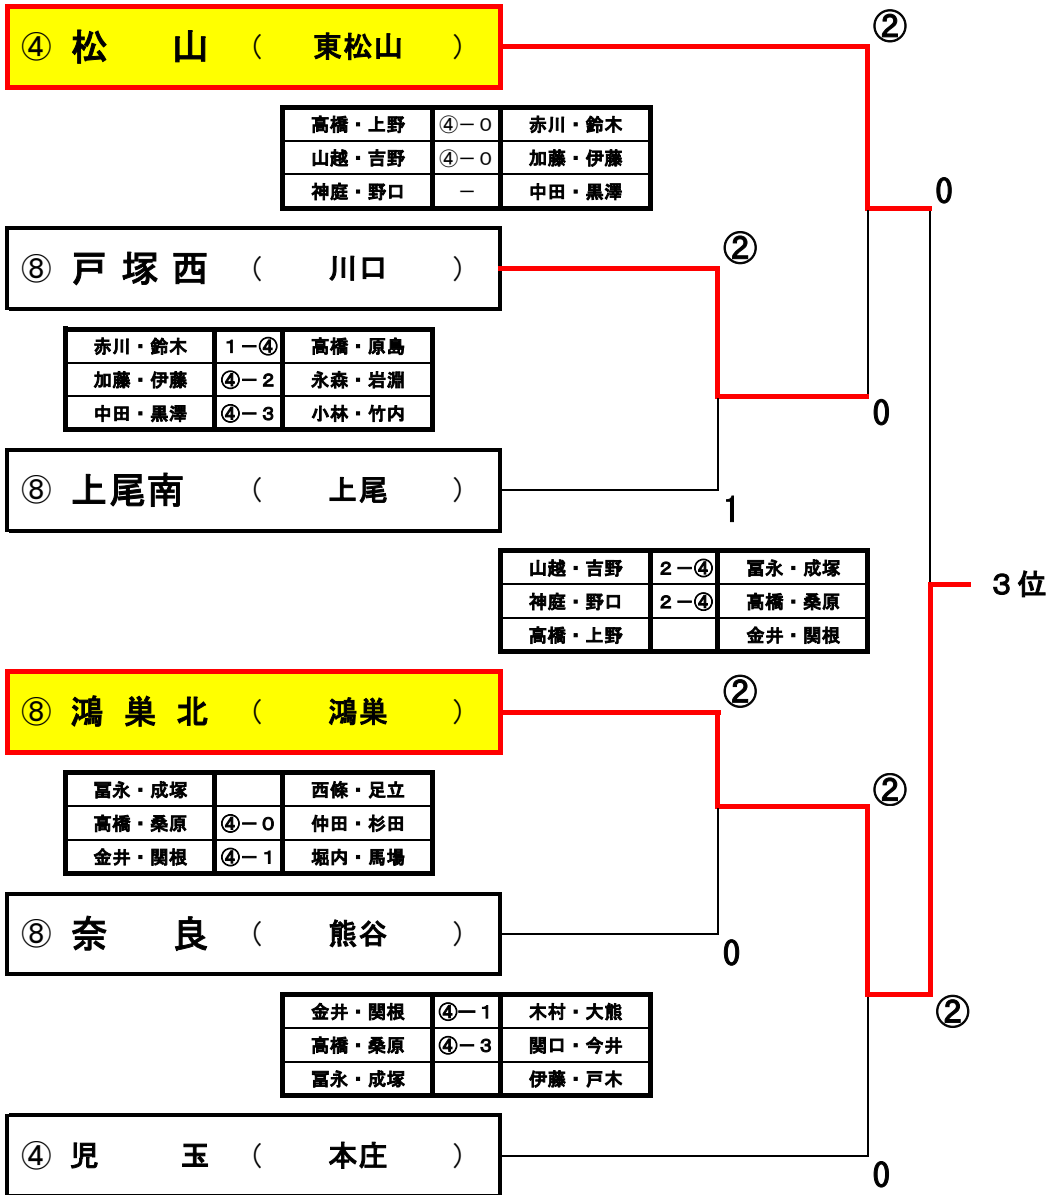 ②
④ 松 山 ( 東松山 )
高橋・上野 ④－０ 赤川・鈴木
山越・吉野 ④－０ 加藤・伊藤
神庭・野口 － 中田・黒澤
0
②
⑧ 戸塚西 ( 川口 )
赤川・鈴木 １－④ 高橋・原島
加藤・伊藤 ④－２ 永森・岩淵
中田・黒澤 ④－３ 小林・竹内
0
⑧ 上尾南 ( 上尾 )
1
山越・吉野 ２－④ 冨永・成塚
神庭・野口 ２－④ 高橋・桑原
高橋・上野 金井・関根
３位
②
⑧ 鴻巣北 ( 鴻巣 )
冨永・成塚 西條・足立
高橋・桑原 ④－０ 仲田・杉田
金井・関根 ④－１ 堀内・馬場
②
⑧ 奈 良 ( 熊谷 )
0
金井・関根 ④－１ 木村・大熊
高橋・桑原 ④－３ 関口・今井
冨永・成塚 伊藤・戸木
②
④ 児 玉 ( 本庄 )
0